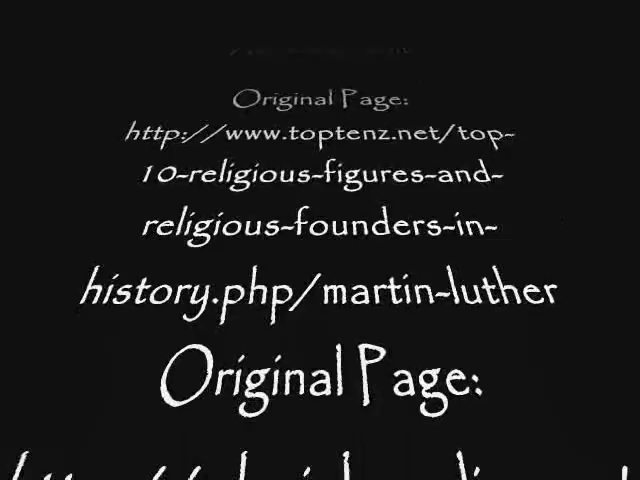 Original Page:
http://www.toptenz.net/top-
10-religious-figures-and-
religious-founders-in-
history.php/martin-luther
Original Page: